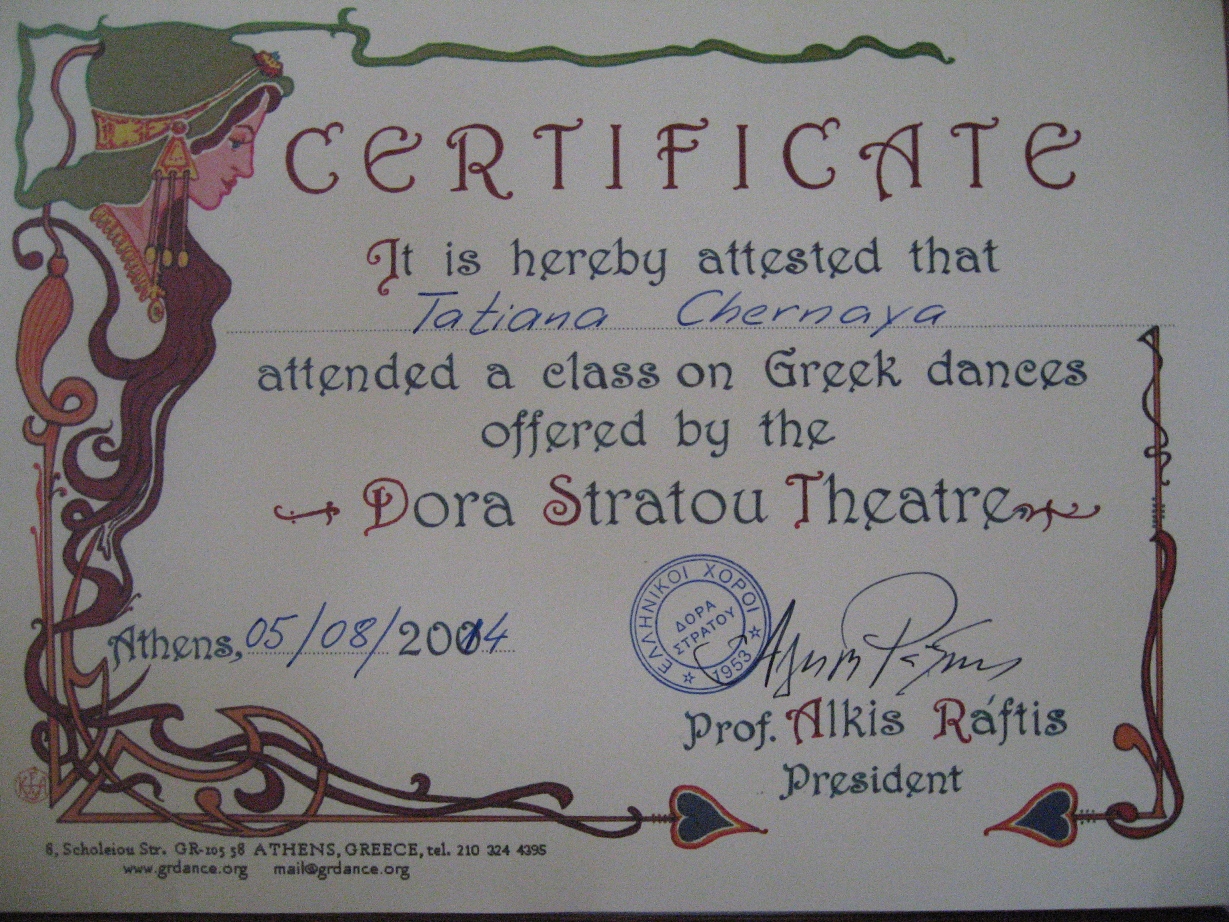 CERTIFICATE
It is hereby attested that
Tatiana Chernaya
attended a class on Greek dances
offered by the
Dora Stratou Theatre
ΕΛΛΗΝΙΚΟΙ ΧΟΡΟΙ
ΔΟΡΑ
ΣΤΡΑΤΟΥ
1953
Athens, 05/08/2014
Prof. Alkis Ráftis
President
8, Scholeiou Str. GR-105 58 ATHENS, GREECE, tel. 210 324 4395
www.grdance.org mail@grdance.org